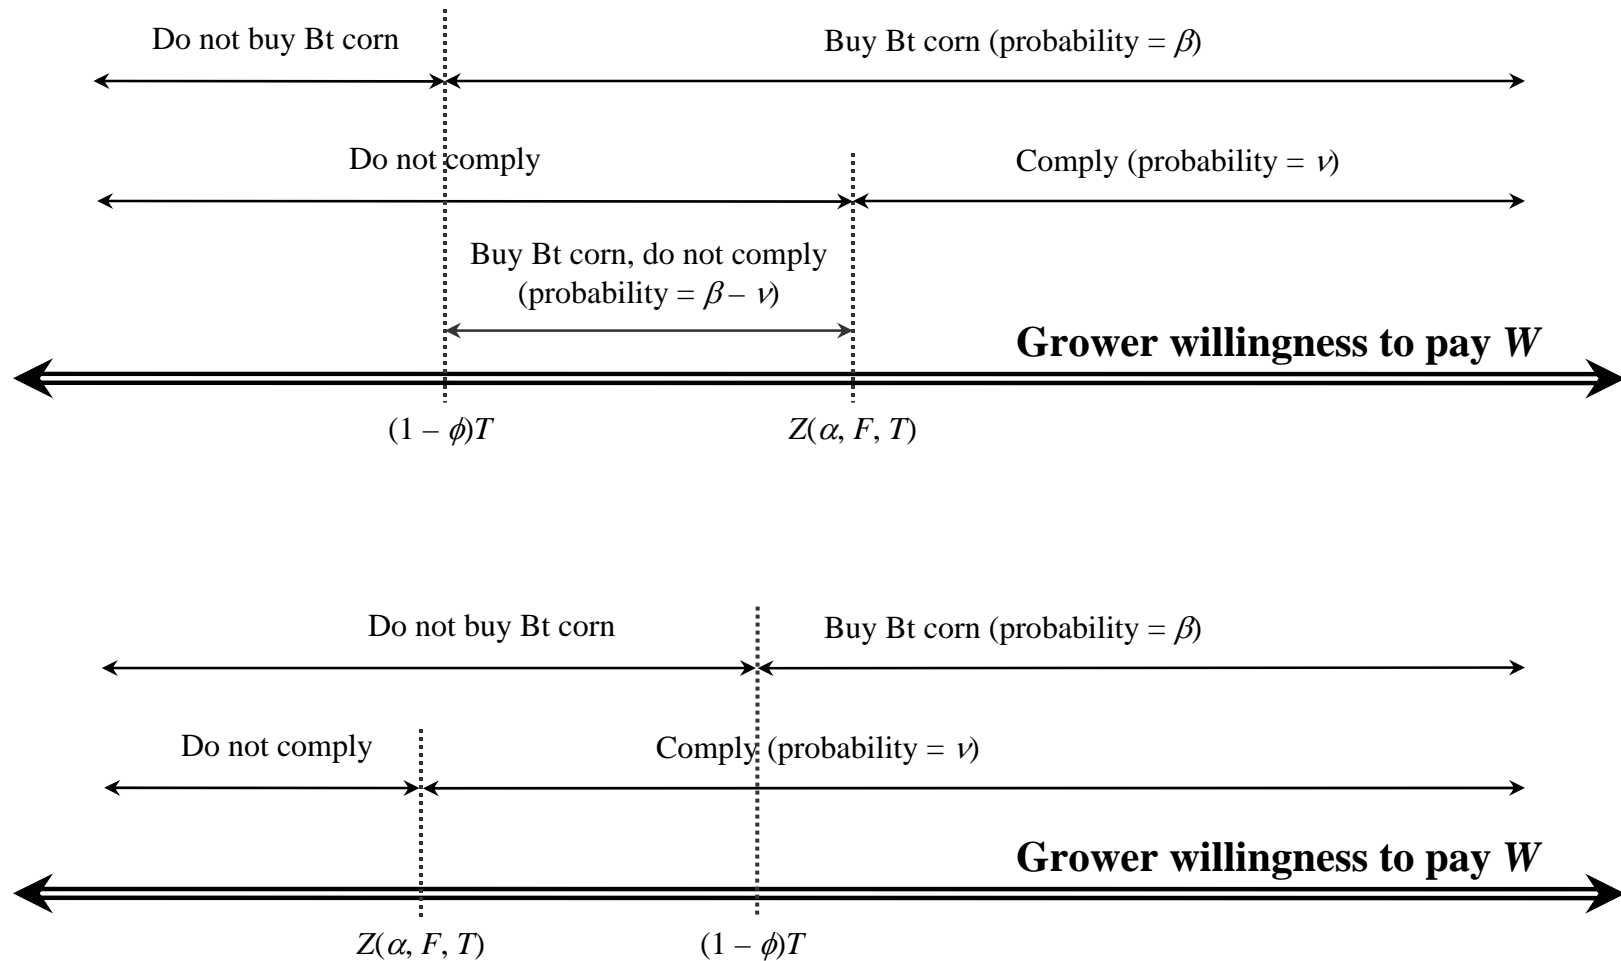 Do not buy Bt corn
Buy Bt corn (probability = β)
Do not comply
Comply (probability = ν)
Buy Bt corn, do not comply
(probability = β – ν)
Grower willingness to pay W
(1 – ϕ)T
Z(α, F, T)
Do not buy Bt corn
Buy Bt corn (probability = β)
Do not comply
Comply (probability = ν)
Grower willingness to pay W
Z(α, F, T)
(1 – ϕ)T